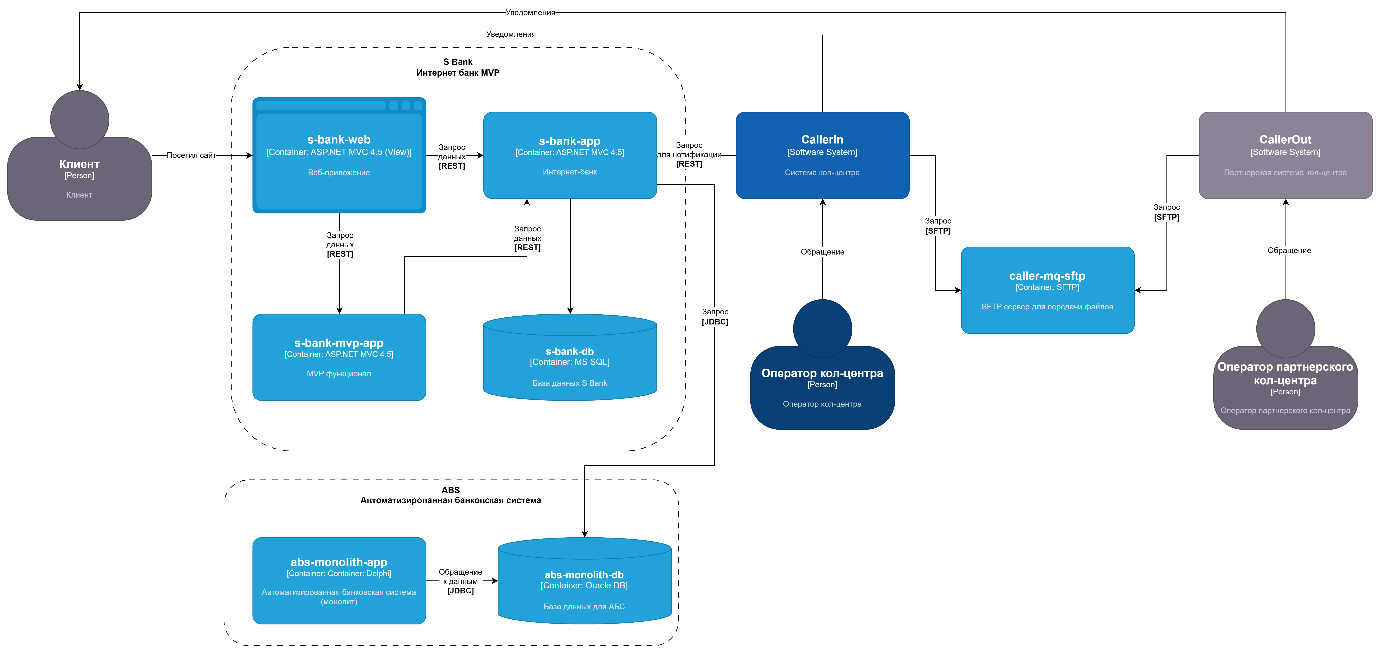 Уведомления
Уведомления
S Bank
Интернет банк MVP
Клиент
[Person]
Клиент
Посетил сайт
s-bank-web
[Container: ASP.NET MVC 4.5 (View)]
Веб-приложение
Запрос
данных
[REST]
s-bank-app
[Container: ASP.NET MVC 4.5]
Интернет-банк
Запрос
для нотификации
[REST]
CallerIn
[Software System]
Система кол-центра
CallerOut
[Software System]
Партнерская система кол-центра
Запрос
данных
[REST]
Запрос
данных
[REST]
Запрос
[SFTP]
Запрос
[SFTP]
Обращение
Обращение
caller-mq-sftp
[Container: SFTP]
SFTP сервер для передачи файлов
Запрос
[JDBC]
s-bank-mvp-app
[Container: ASP.NET MVC 4.5]
MVP функционал
s-bank-db
[Container: MS SQL]
База данных S Bank
Оператор кол-центра
[Person]
Оператор кол-центра
Оператор партнерского
кол-центра
[Person]
Оператор партнерского кол-центра
ABS
Автоматизированная банковская система
abs-monolith-app
[Container: Container: Delphi]
Автоматизированная банковская система
(монолит)
Обращение
к данным
[JDBC]
abs-monolith-db
[Container: Oracle DB]
База данных для АБС